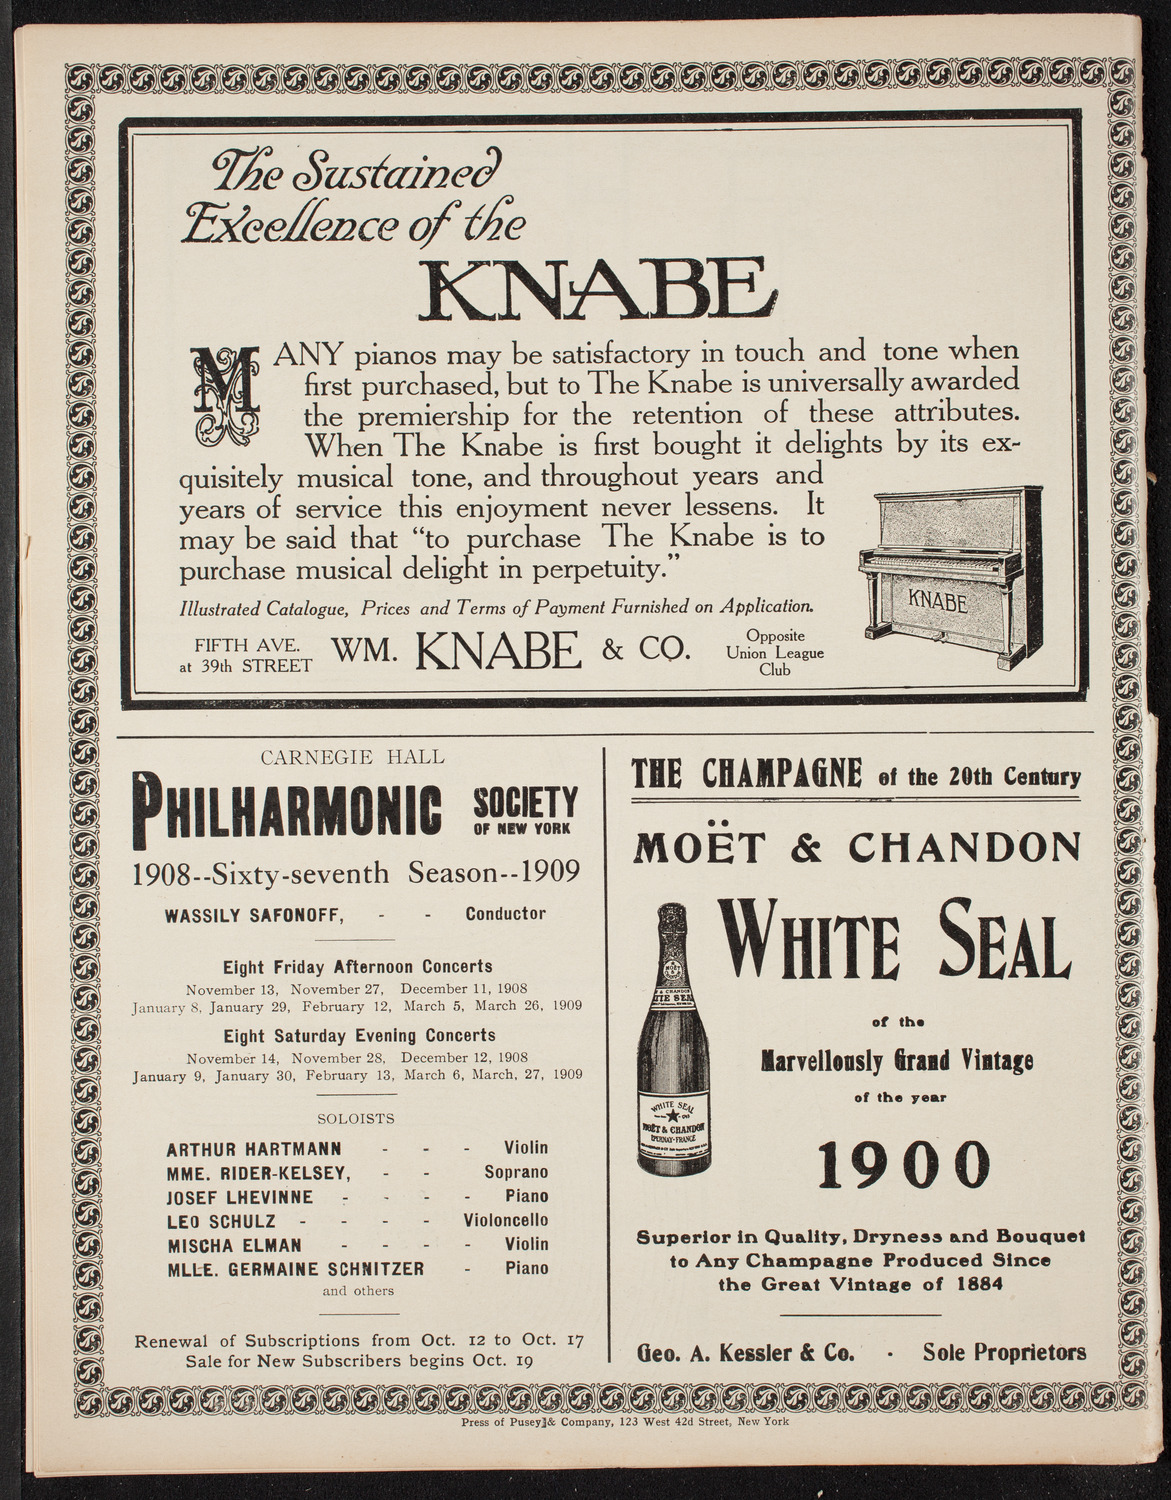 The Sustained
Excellence of the
KNABE
MANY pianos may be satisfactory in touch and tone when
first purchased, but to The Knabe is universally awarded
the premiership for the retention of these attributes.
When The Knabe is first bought it delights by its ex-
quisitely musical tone, and throughout years and
years of service this enjoyment never lessens. It
may be said that “to purchase The Knabe is to
purchase musical delight in perpetuity.”
KNABE
Illustrated Catalogue, Prices and Terms of Payment Furnished on Application.
FIFTH AVE.
at 39th STREET
WM. KNABE & CO.
Opposite
Union League
Club
CARNEGIE HALL
PHILHARMONIC SOCIETY
OF NEW YORK
1908--Sixty-seventh Season--1909
WASSILY SAFONOFF, - - Conductor
Eight Friday Afternoon Concerts
November 13, November 27, December 11, 1908
January 8, January 29, February 12, March 5, March 26, 1909
Eight Saturday Evening Concerts
November 14, November 28, December 12, 1908
January 9, January 30, February 13, March 6, March, 27, 1909
SOLOISTS
ARTHUR HARTMANN - - - Violin
MME. RIDER-KELSEY, - - Soprano
JOSEF LHEVINNE - - - - Piano
LEO SCHULZ - - - - Violoncello
MISCHA ELMAN - - - - Violin
MLLE. GERMAINE SCHNITZER - Piano
and others
Renewal of Subscriptions from Oct. 12 to Oct. 17
Sale for New Subscribers begins Oct. 19
THE CHAMPAGNE of the 20th Century
MOËT & CHANDON
WHITE SEAL
of the
Marvellously Grand Vintage
of the year
1900
MOËT
& CHANDON
WHITE SEAL
MOËT & CHANDON
EPERNAY-FRANCE
Superior in Quality, Dryness and Bouquet
to Any Champagne Produced Since
the Great Vintage of 1884
Geo. A. Kessler & Co. - Sole Proprietors
Press of Pusey & Company, 123 West 42d Street, New York